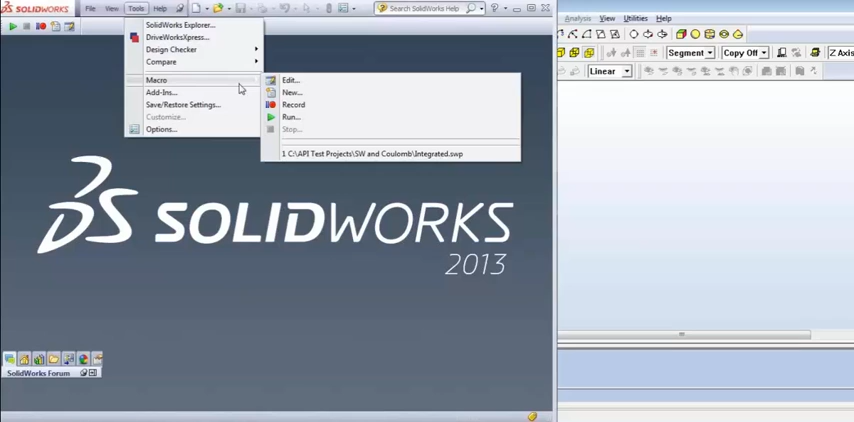 SOLIDWORKS
File View Tools Help
Search SolidWorks Help
SolidWorks Explorer...
DriveWorksXpress...
Design Checker
Compare
Macro
Add-Ins...
Save/Restore Settings...
Customize...
Options...
Edit...
New...
Record
Run...
Stop...
1 C:\API Test Projects\SW and Coulomb\Integrated.swp
SOLIDWORKS
2013
SolidWorks Forum
Analysis View Utilities Help
Segment Copy Off Z Axis
Linear